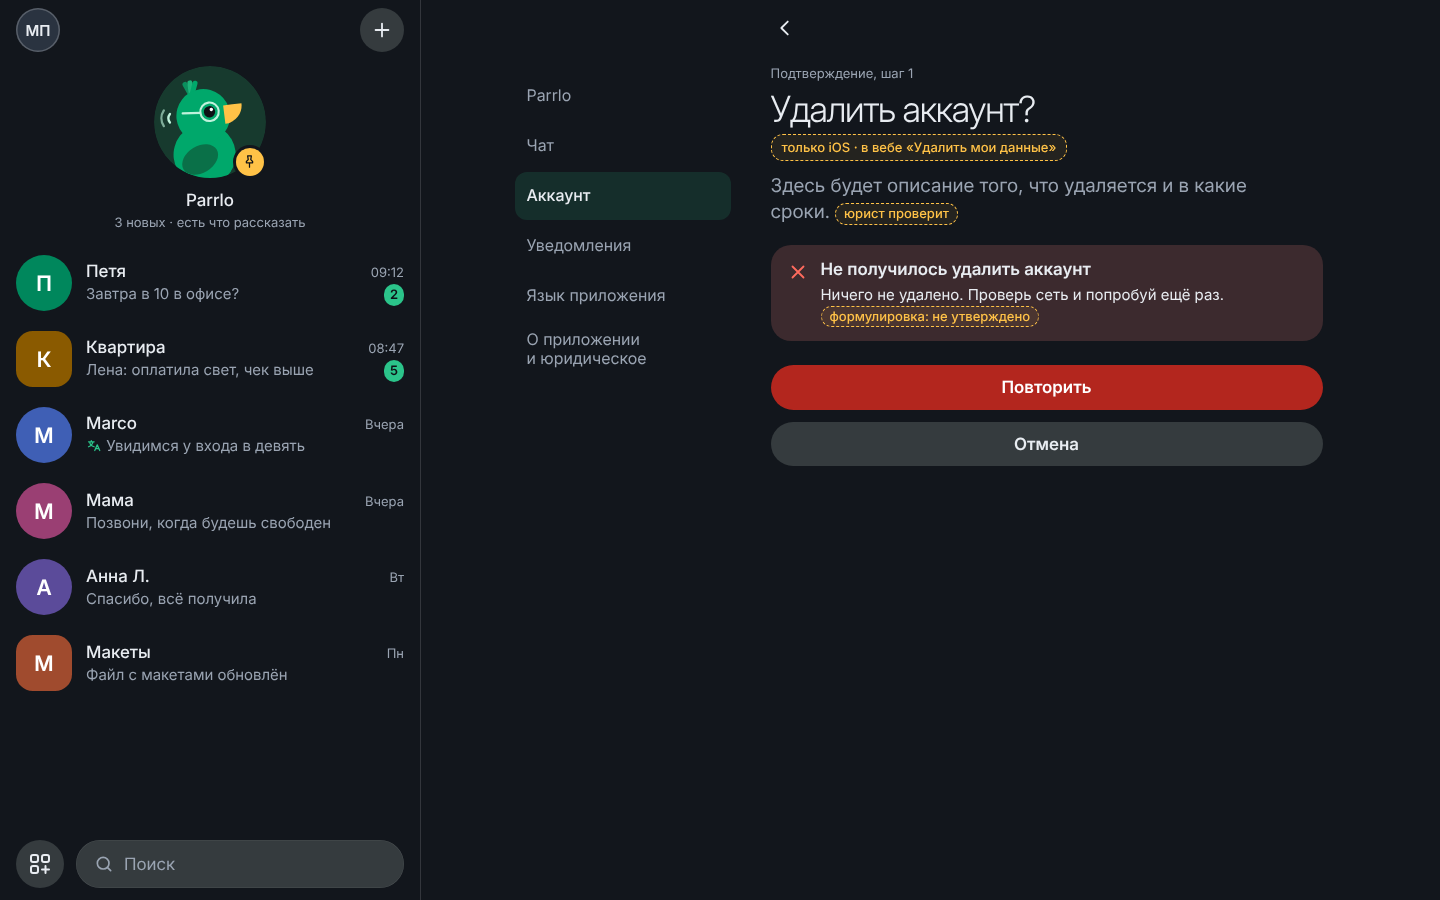 МП
Parrlo
3 новых · есть что рассказать
П
Петя
09:12
Завтра в 10 в офисе?
2
К
Квартира
08:47
Лена: оплатила свет, чек выше
5
M
Marco
Вчера
Увидимся у входа в девять
М
Мама
Вчера
Позвони, когда будешь свободен
А
Анна Л.
Вт
Спасибо, всё получила
М
Макеты
Пн
Файл с макетами обновлён
Поиск
Parrlo
Чат
Аккаунт
Уведомления
Язык приложения
О приложении
и юридическое
Подтверждение, шаг 1
Удалить аккаунт?
только iOS · в вебе «Удалить мои данные»
Здесь будет описание того, что удаляется и в какие
сроки. юрист проверит
Не получилось удалить аккаунт
Ничего не удалено. Проверь сеть и попробуй ещё раз.
формулировка: не утверждено
Повторить
Отмена